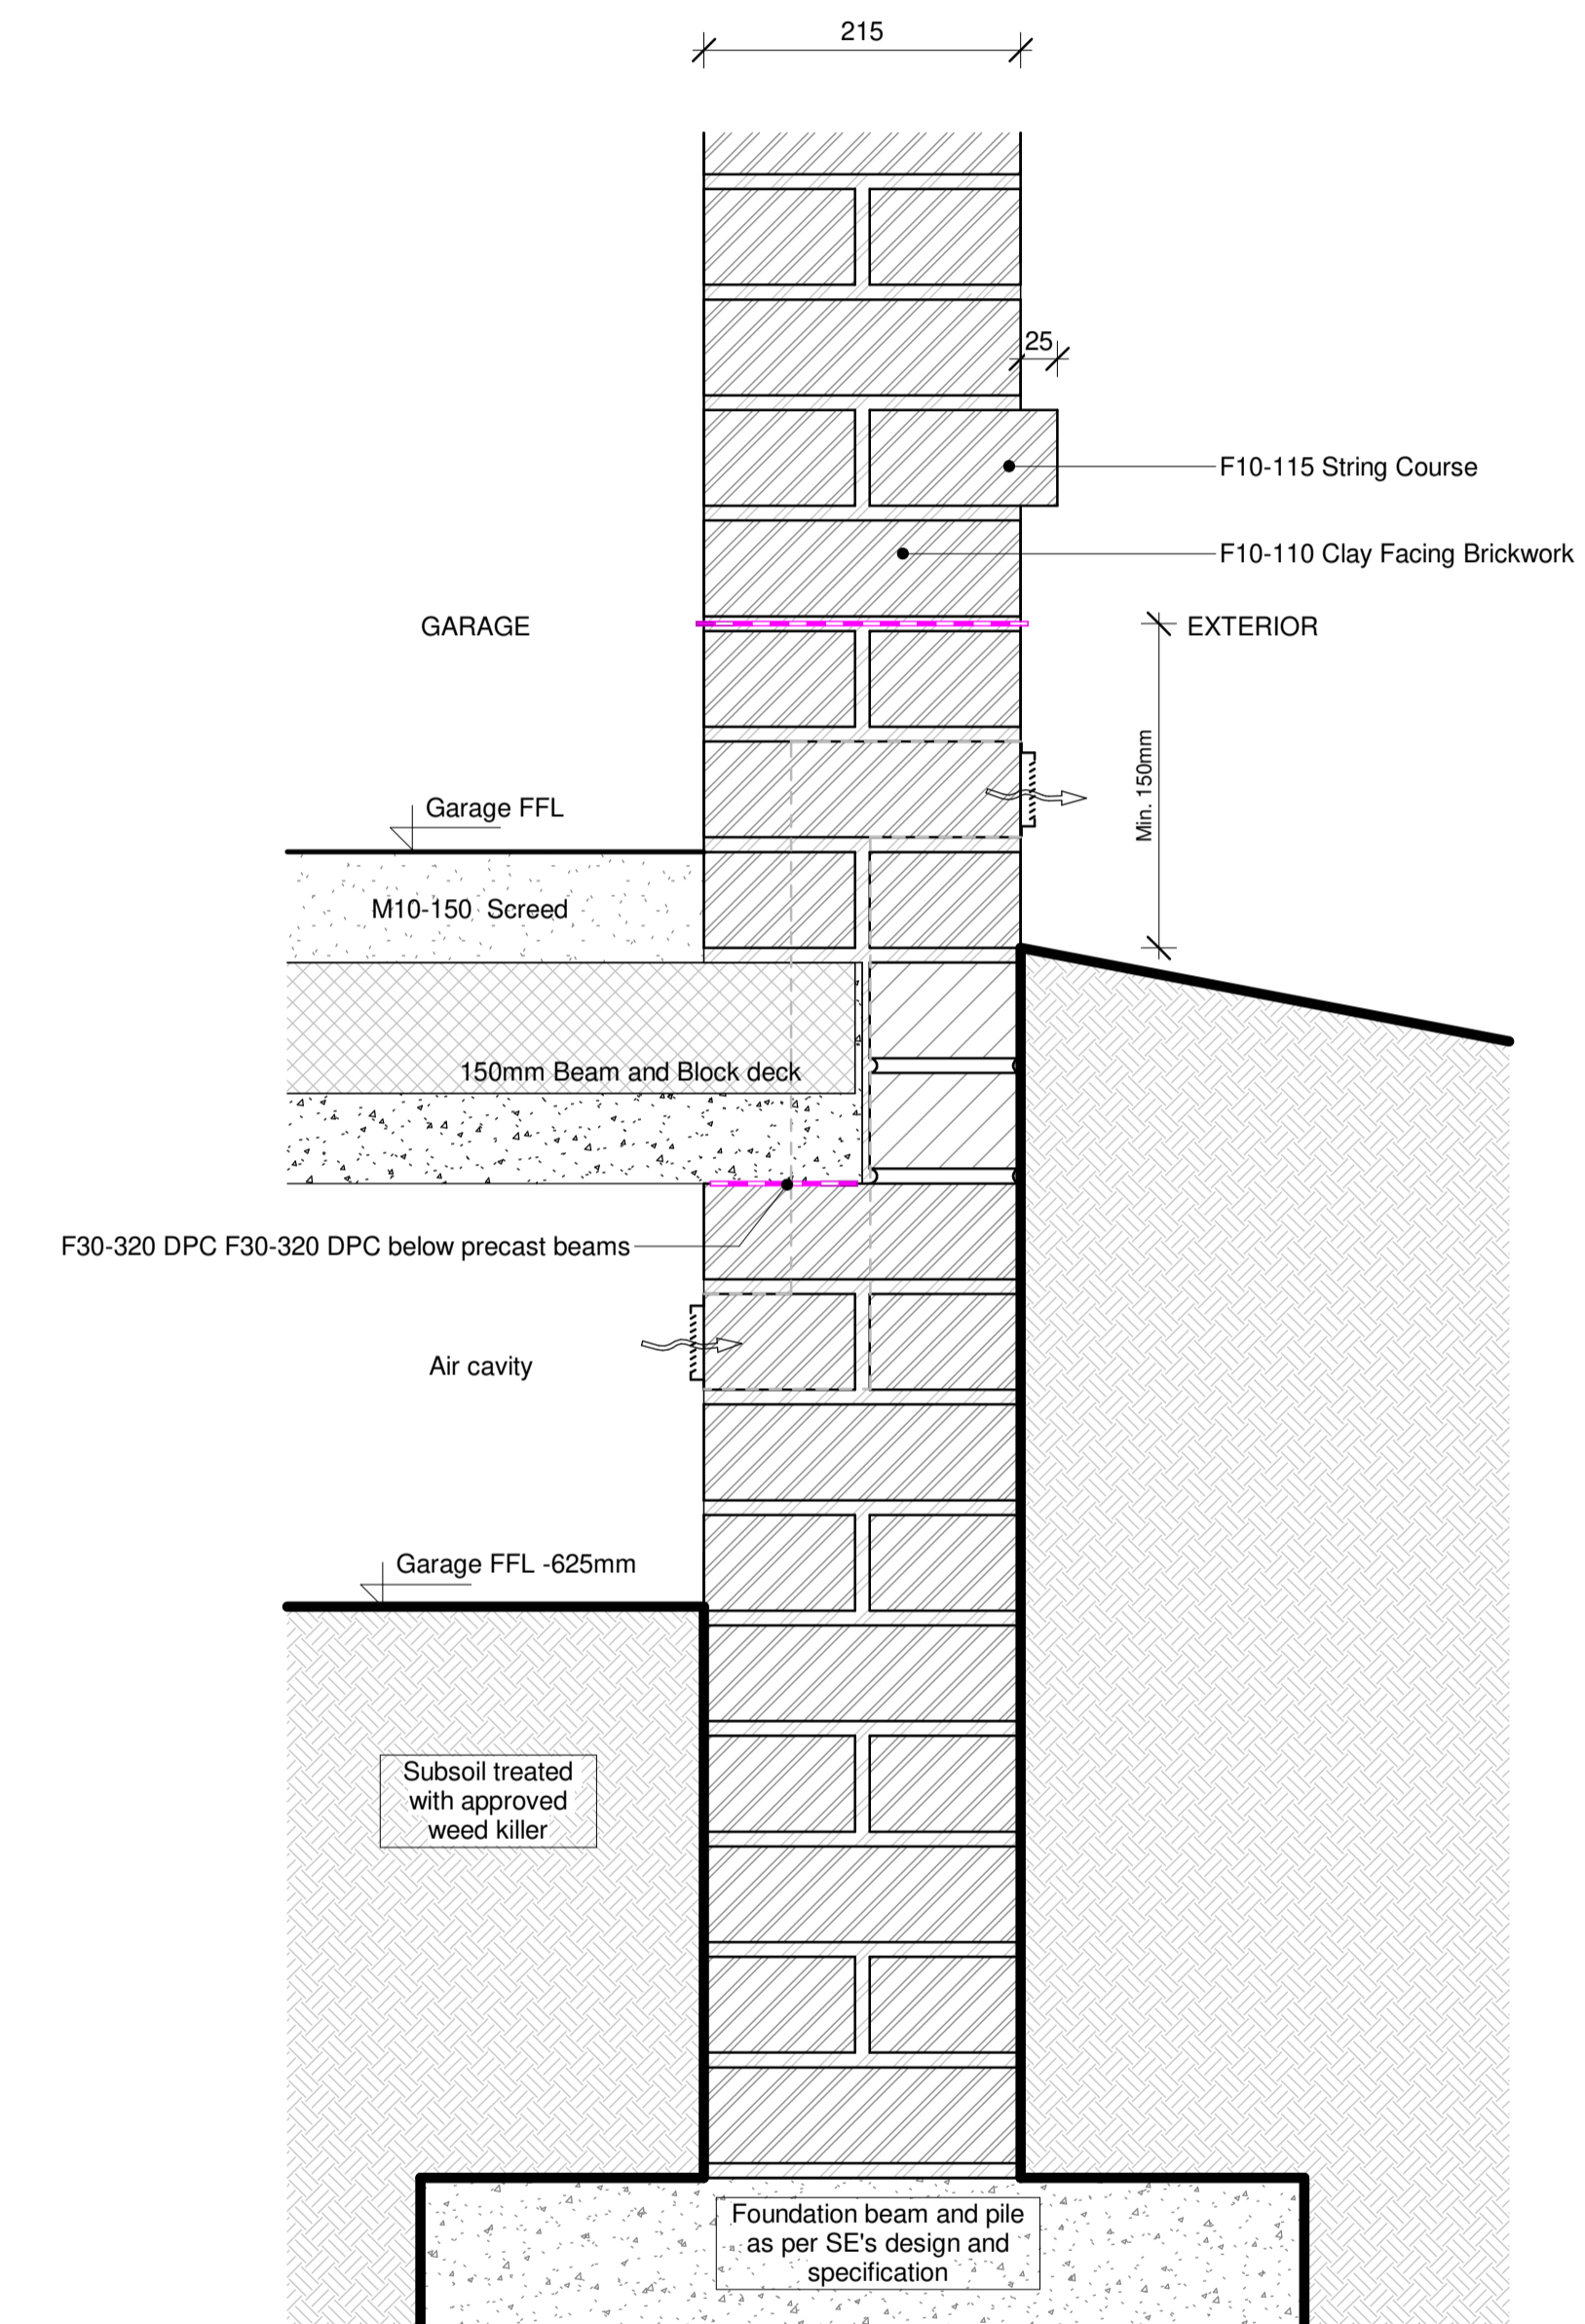 215
25
F10-115 String Course
F10-110 Clay Facing Brickwork
GARAGE
EXTERIOR
Min. 150mm
Garage FFL
M10-150 Screed
150mm Beam and Block deck
F30-320 DPC F30-320 DPC below precast beams
Air cavity
Garage FFL -625mm
Subsoil treated
with approved
weed killer
Foundation beam and pile
as per SE's design and
specification